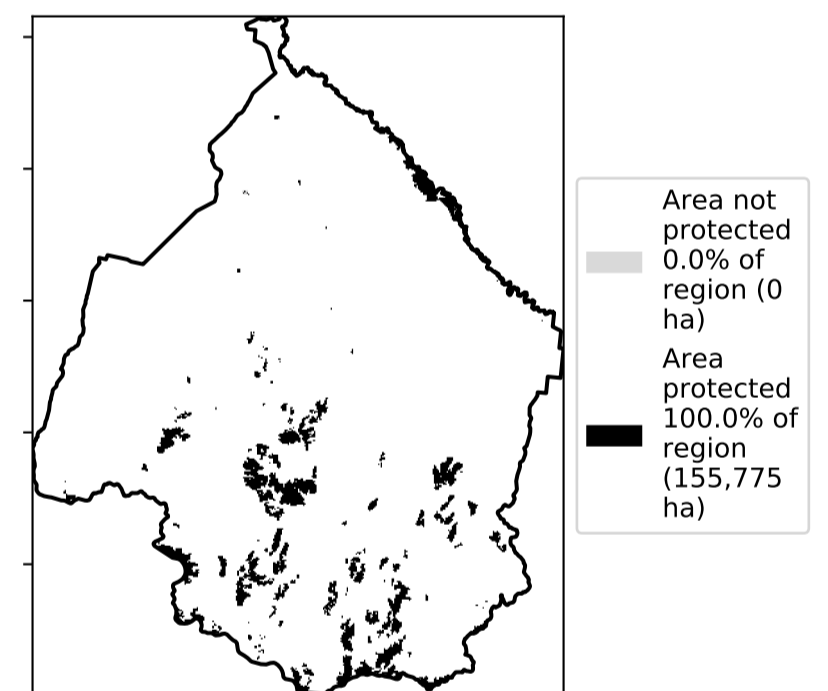 Area not
protected
0.0% of
region (0
ha)
Area
protected
100.0% of
region
(155,775
ha)